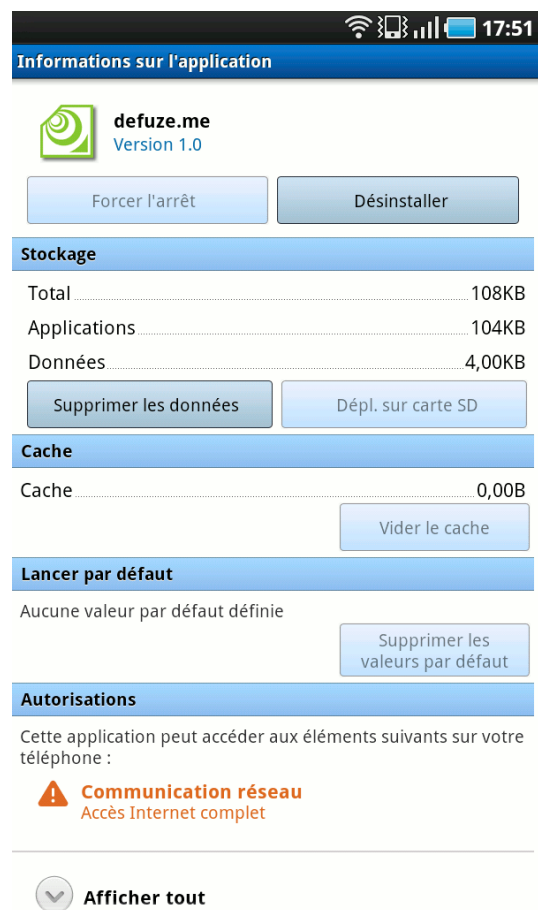 17:51
Informations sur l'application
defuze.me
Version 1.0
Forcer l'arrêt
Désinstaller
Stockage
Total 108KB
Applications 104KB
Données 4,00KB
Supprimer les données
Dépl. sur carte SD
Cache
Cache 0,00B
Vider le cache
Lancer par défaut
Aucune valeur par défaut définie
Supprimer les
valeurs par défaut
Autorisations
Cette application peut accéder aux éléments suivants sur votre
téléphone :
Communication réseau
Accès Internet complet
Afficher tout